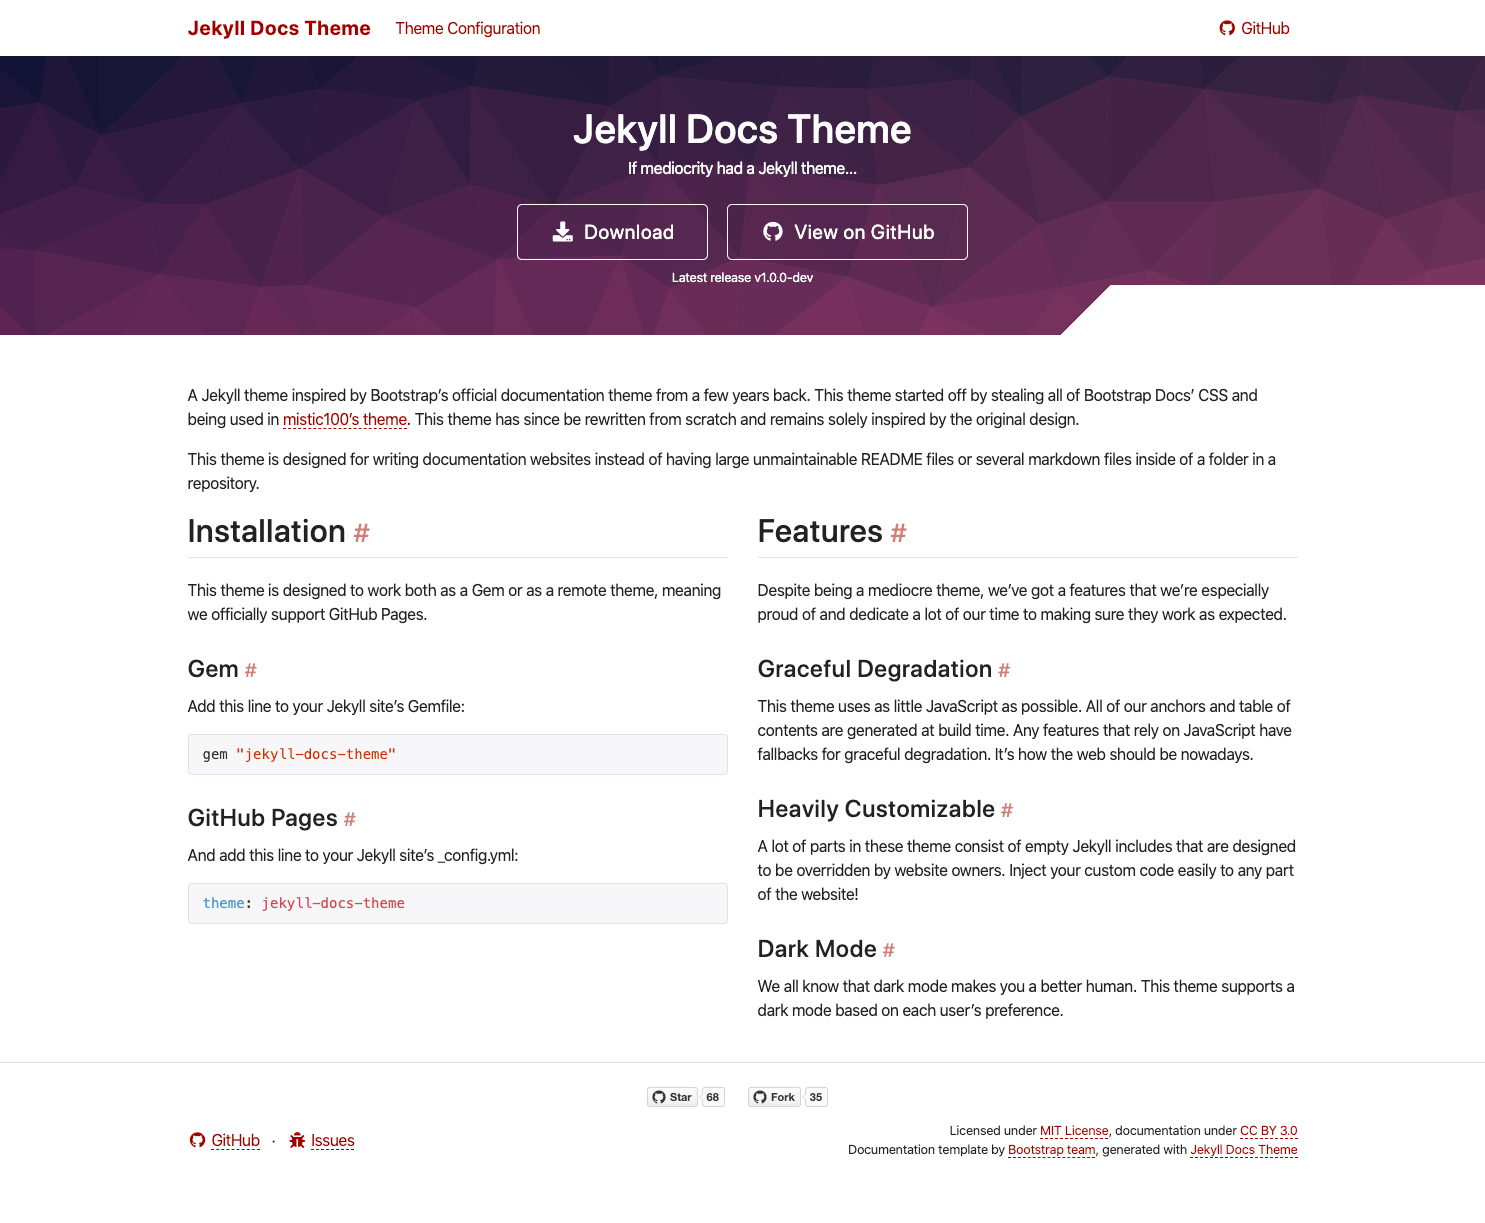 Jekyll Docs Theme
Theme Configuration
GitHub
Jekyll Docs Theme
If mediocrity had a Jekyll theme...
Download
View on GitHub
Latest release v1.0.0-dev
A Jekyll theme inspired by Bootstrap’s official documentation theme from a few years back. This theme started off by stealing all of Bootstrap Docs’ CSS and
being used in mistic100’s theme. This theme has since be rewritten from scratch and remains solely inspired by the original design.
This theme is designed for writing documentation websites instead of having large unmaintainable README files or several markdown files inside of a folder in a
repository.
Installation #
This theme is designed to work both as a Gem or as a remote theme, meaning
we officially support GitHub Pages.
Gem #
Add this line to your Jekyll site’s Gemfile:
gem "jekyll-docs-theme"
GitHub Pages #
And add this line to your Jekyll site’s _config.yml:
theme: jekyll-docs-theme
Features #
Despite being a mediocre theme, we’ve got a features that we’re especially
proud of and dedicate a lot of our time to making sure they work as expected.
Graceful Degradation #
This theme uses as little JavaScript as possible. All of our anchors and table of
contents are generated at build time. Any features that rely on JavaScript have
fallbacks for graceful degradation. It’s how the web should be nowadays.
Heavily Customizable #
A lot of parts in these theme consist of empty Jekyll includes that are designed
to be overridden by website owners. Inject your custom code easily to any part
of the website!
Dark Mode #
We all know that dark mode makes you a better human. This theme supports a
dark mode based on each user’s preference.
Star 68
Fork 35
GitHub · Issues
Licensed under MIT License, documentation under CC BY 3.0
Documentation template by Bootstrap team, generated with Jekyll Docs Theme